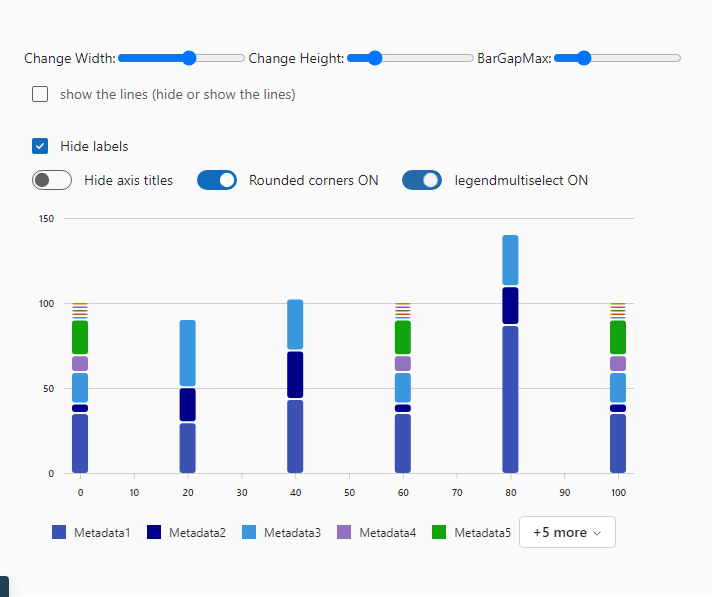 Change Width: Change Height: BarGapMax:
show the lines (hide or show the lines)
Hide labels
Hide axis titles Rounded corners ON legendmultiselect ON
150
100
50
0
0 10 20 30 40 50 60 70 80 90 100
Metadata1 Metadata2 Metadata3 Metadata4 Metadata5 +5 more